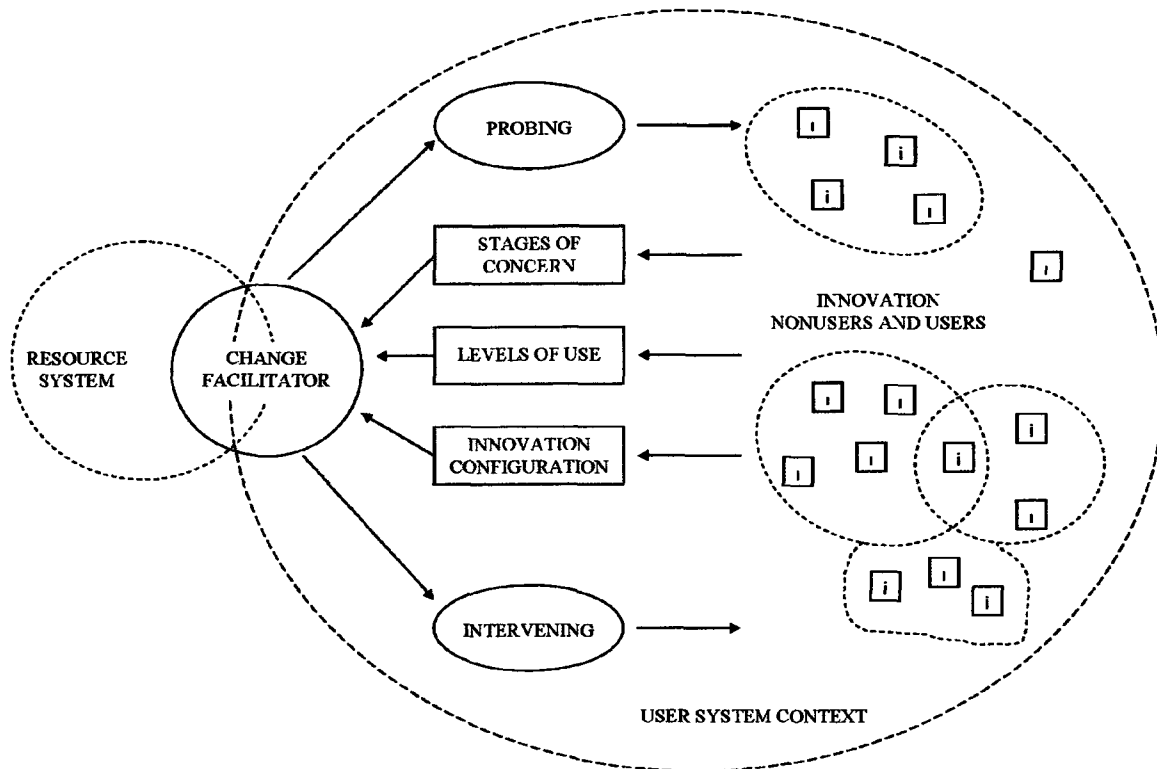 PROBING
i
i
i
i
STAGES OF
CONCERN
i
INNOVATION
NONUSERS AND USERS
RESOURCE
SYSTEM
CHANGE
FACILITATOR
LEVELS OF USE
INNOVATION
CONFIGURATION
i
i
i
i
i
i
i
i
i
i
INTERVENING
USER SYSTEM CONTEXT